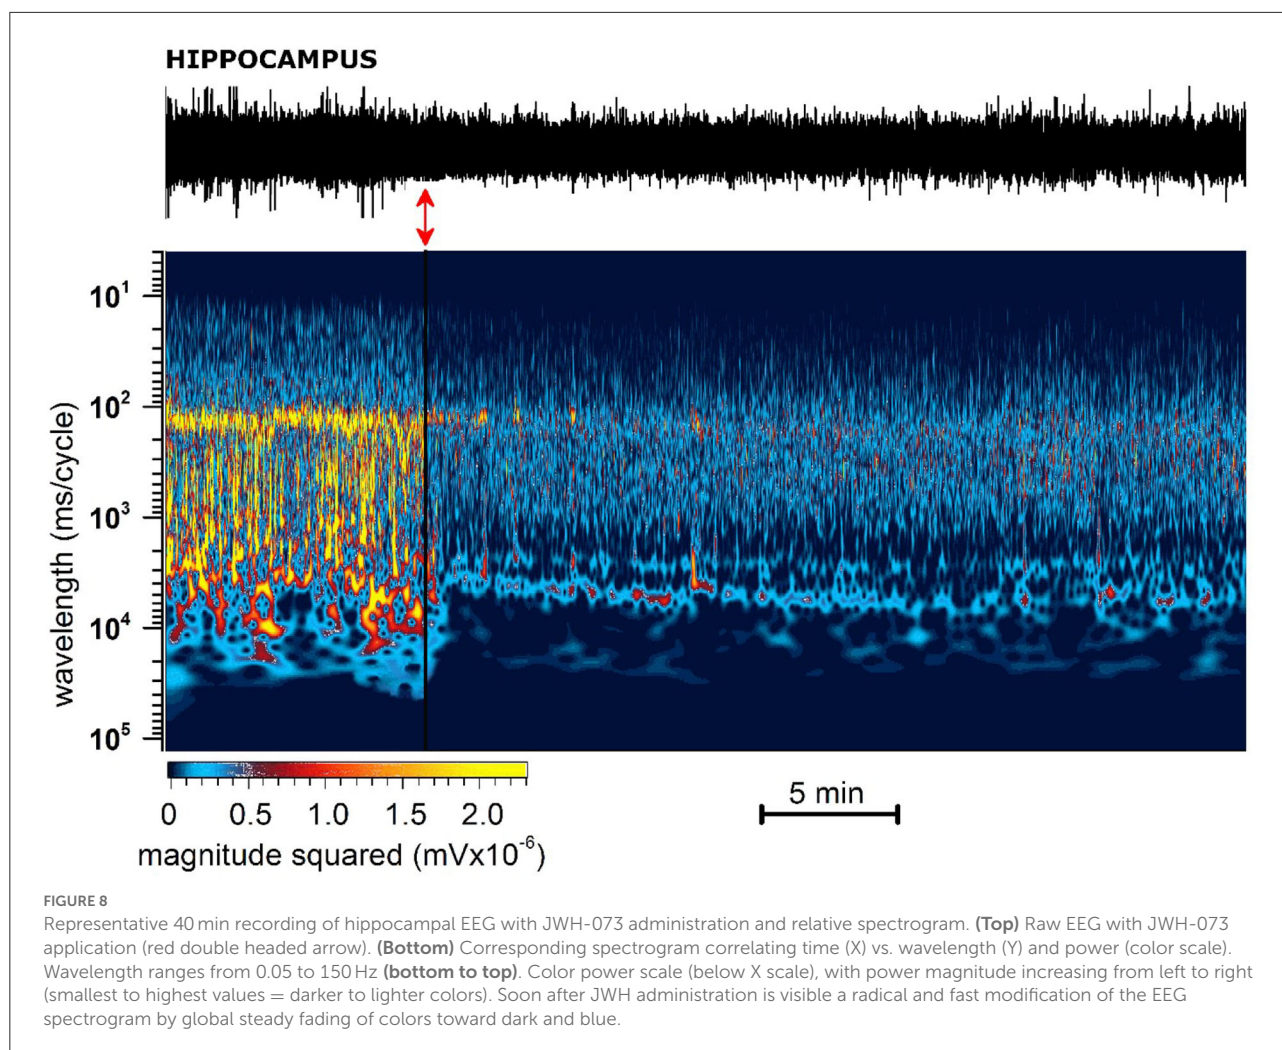 HIPPOCAMPUS
10¹
10²
10³
10⁴
10⁵
wavelength (ms/cycle)
0 0.5 1.0 1.5 2.0
magnitude squared (mVx10⁻⁶)
5 min
FIGURE 8
Representative 40 min recording of hippocampal EEG with JWH-073 administration and relative spectrogram. (Top) Raw EEG with JWH-073
application (red double headed arrow). (Bottom) Corresponding spectrogram correlating time (X) vs. wavelength (Y) and power (color scale).
Wavelength ranges from 0.05 to 150 Hz (bottom to top). Color power scale (below X scale), with power magnitude increasing from left to right
(smallest to highest values = darker to lighter colors). Soon after JWH administration is visible a radical and fast modification of the EEG
spectrogram by global steady fading of colors toward dark and blue.